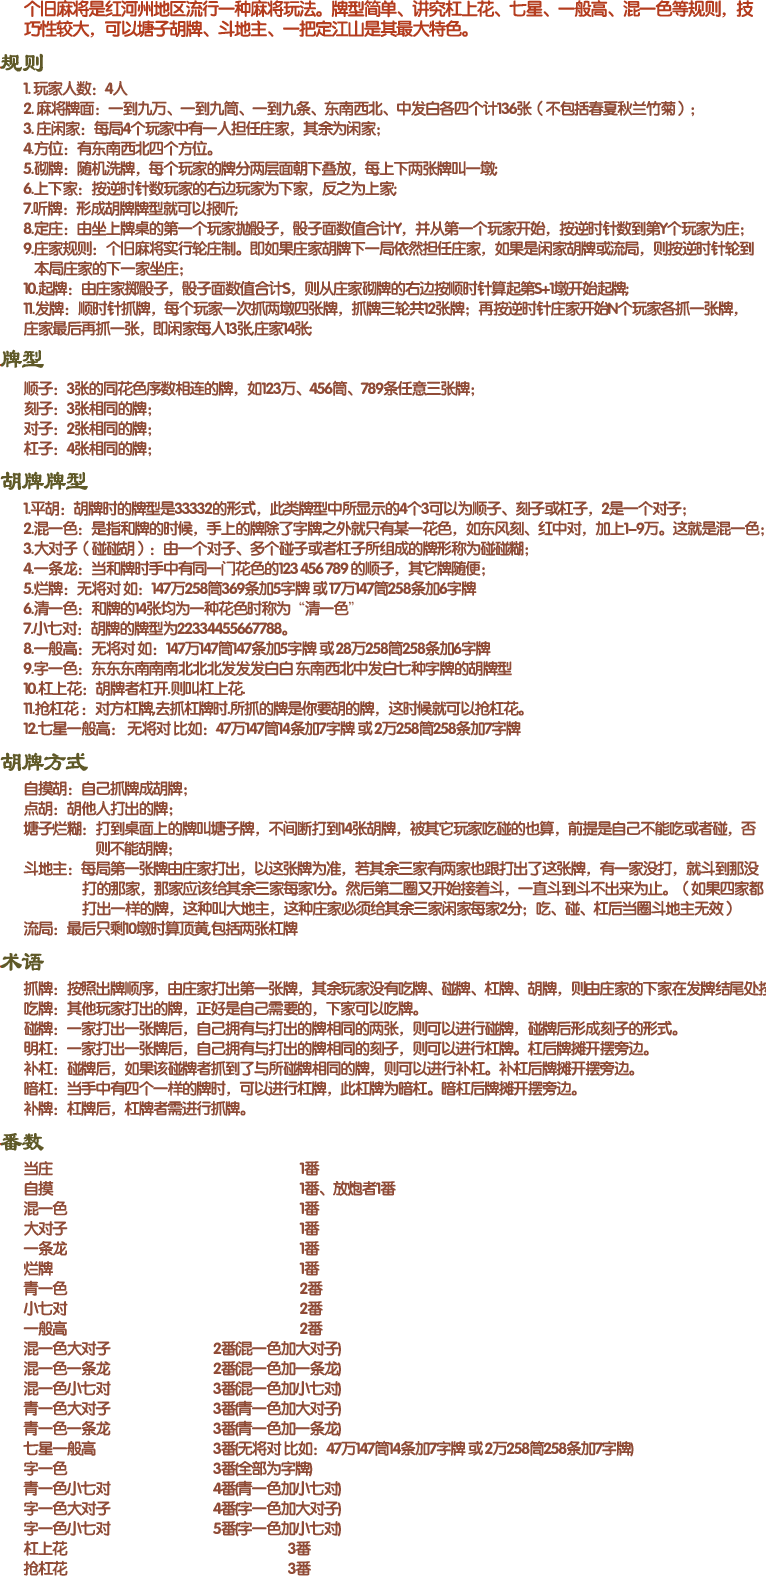 个旧麻将是红河州地区流行一种麻将玩法。牌型简单、讲究杠上花、七星、一般高、混一色等规则，技
巧性较大，可以塘子胡牌、斗地主、一把定江山是其最大特色。
规则
1. 玩家人数：4人
2. 麻将牌面：一到九万、一到九筒、一到九条、东南西北、中发白各四个计136张（不包括春夏秋兰竹菊）；
3. 庄闲家：每局4个玩家中有一人担任庄家，其余为闲家；
4.方位：有东南西北四个方位。
5.砌牌：随机洗牌，每个玩家的牌分两层面朝下叠放，每上下两张牌叫一墩;
6.上下家：按逆时针数玩家的右边玩家为下家，反之为上家;
7.听牌：形成胡牌牌型就可以报听;
8.定庄：由坐上牌桌的第一个玩家抛骰子，骰子面数值合计Y，并从第一个玩家开始，按逆时针数到第Y个玩家为庄；
9.庄家规则：个旧麻将实行轮庄制。即如果庄家胡牌下一局依然担任庄家，如果是闲家胡牌或流局，则按逆时针轮到
本局庄家的下一家坐庄；
10.起牌：由庄家掷骰子，骰子面数值合计S，则从庄家砌牌的右边按顺时针算起第S+1墩开始起牌;
11.发牌：顺时针抓牌，每个玩家一次抓两墩四张牌，抓牌三轮共12张牌；再按逆时针庄家开始N个玩家各抓一张牌，
庄家最后再抓一张，即闲家每人13张,庄家14张;
牌型
顺子：3张的同花色序数相连的牌，如123万、456筒、789条任意三张牌；
刻子：3张相同的牌；
对子：2张相同的牌；
杠子：4张相同的牌；
胡牌牌型
1.平胡：胡牌时的牌型是33332的形式，此类牌型中所显示的4个3可以为顺子、刻子或杠子，2是一个对子；
2.混一色：是指和牌的时候，手上的牌除了字牌之外就只有某一花色，如东风刻、红中对，加上1—9万。这就是混一色；
3.大对子（碰碰胡）：由一个对子、多个碰子或者杠子所组成的牌形称为碰碰糊；
4.一条龙：当和牌时手中有同一门花色的123 456 789 的顺子，其它牌随便；
5.烂牌：无将对 如：147万258筒369条加5字牌 或 17万147筒258条加6字牌
6.清一色：和牌的14张均为一种花色时称为“清一色”
7.小七对：胡牌的牌型为22334455667788。
8.一般高：无将对 如：147万147筒147条加5字牌 或 28万258筒258条加6字牌
9.字一色：东东东南南南北北北发发发白白 东南西北中发白七种字牌的胡牌型
10.杠上花：胡牌者杠开.则叫杠上花.
11.抢杠花 ：对方杠牌,去抓杠牌时.所抓的牌是你要胡的牌，这时候就可以抢杠花。
12.七星一般高： 无将对 比如：47万147筒14条加7字牌 或 2万258筒258条加7字牌
胡牌方式
自摸胡：自己抓牌成胡牌；
点胡：胡他人打出的牌；
塘子烂糊：打到桌面上的牌叫塘子牌，不间断打到14张胡牌，被其它玩家吃碰的也算，前提是自己不能吃或者碰，否
则不能胡牌；
斗地主：每局第一张牌由庄家打出，以这张牌为准，若其余三家有两家也跟打出了这张牌，有一家没打，就斗到那没
打的那家，那家应该给其余三家每家1分。然后第二圈又开始接着斗，一直斗到斗不出来为止。（如果四家都
打出一样的牌，这种叫大地主，这种庄家必须给其余三家闲家每家2分；吃、碰、杠后当圈斗地主无效）
流局：最后只剩10墩时算顶黄,包括两张杠牌
术语
抓牌：按照出牌顺序，由庄家打出第一张牌，其余玩家没有吃牌、碰牌、杠牌、胡牌，则由庄家的下家在发牌结尾处
吃牌：其他玩家打出的牌，正好是自己需要的，下家可以吃牌。
碰牌：一家打出一张牌后，自己拥有与打出的牌相同的两张，则可以进行碰牌，碰牌后形成刻子的形式。
明杠：一家打出一张牌后，自己拥有与打出的牌相同的刻子，则可以进行杠牌。杠后牌摊开摆旁边。
补杠：碰牌后，如果该碰牌者抓到了与所碰牌相同的牌，则可以进行补杠。补杠后牌摊开摆旁边。
暗杠：当手中有四个一样的牌时，可以进行杠牌，此杠牌为暗杠。暗杠后牌摊开摆旁边。
补牌：杠牌后，杠牌者需进行抓牌。
番数
当庄 1番
自摸 1番、放炮者1番
混一色 1番
大对子 1番
一条龙 1番
烂牌 1番
青一色 2番
小七对 2番
一般高 2番
混一色大对子 2番(混一色加大对子)
混一色一条龙 2番(混一色加一条龙)
混一色小七对 3番(混一色加小七对)
青一色大对子 3番(青一色加大对子)
青一色一条龙 3番(青一色加一条龙)
七星一般高 3番(无将对 比如：47万147筒14条加7字牌 或 2万258筒258条加7字牌)
字一色 3番(全部为字牌)
青一色小七对 4番(青一色加小七对)
字一色大对子 4番(字一色加大对子)
字一色小七对 5番(字一色加小七对)
杠上花 3番
抢杠花 3番